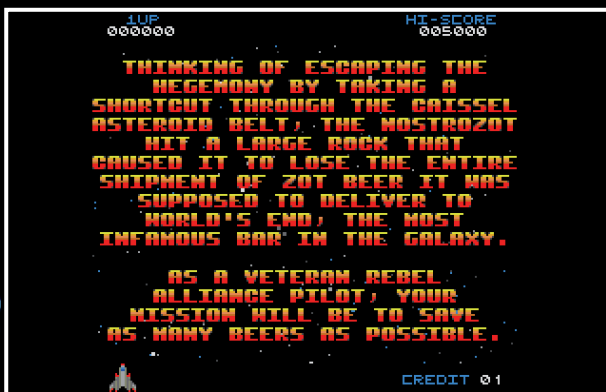 1UP HI-SCORE
000000 005000
THINKING OF ESCAPING THE
HEGEMONY BY TAKING A
SHORTCUT THROUGH THE CAISSEL
ASTEROID BELT, THE NOSTROZOT
HIT A LARGE ROCK THAT
CAUSED IT TO LOSE THE ENTIRE
SHIPMENT OF ZOT BEER IT WAS
SUPPOSED TO DELIVER TO
WORLD'S END, THE MOST
INFAMOUS BAR IN THE GALAXY.
AS A VETERAN REBEL
ALLIANCE PILOT, YOUR
MISSION WILL BE TO SAVE
AS MANY BEERS AS POSSIBLE.
CREDIT 01